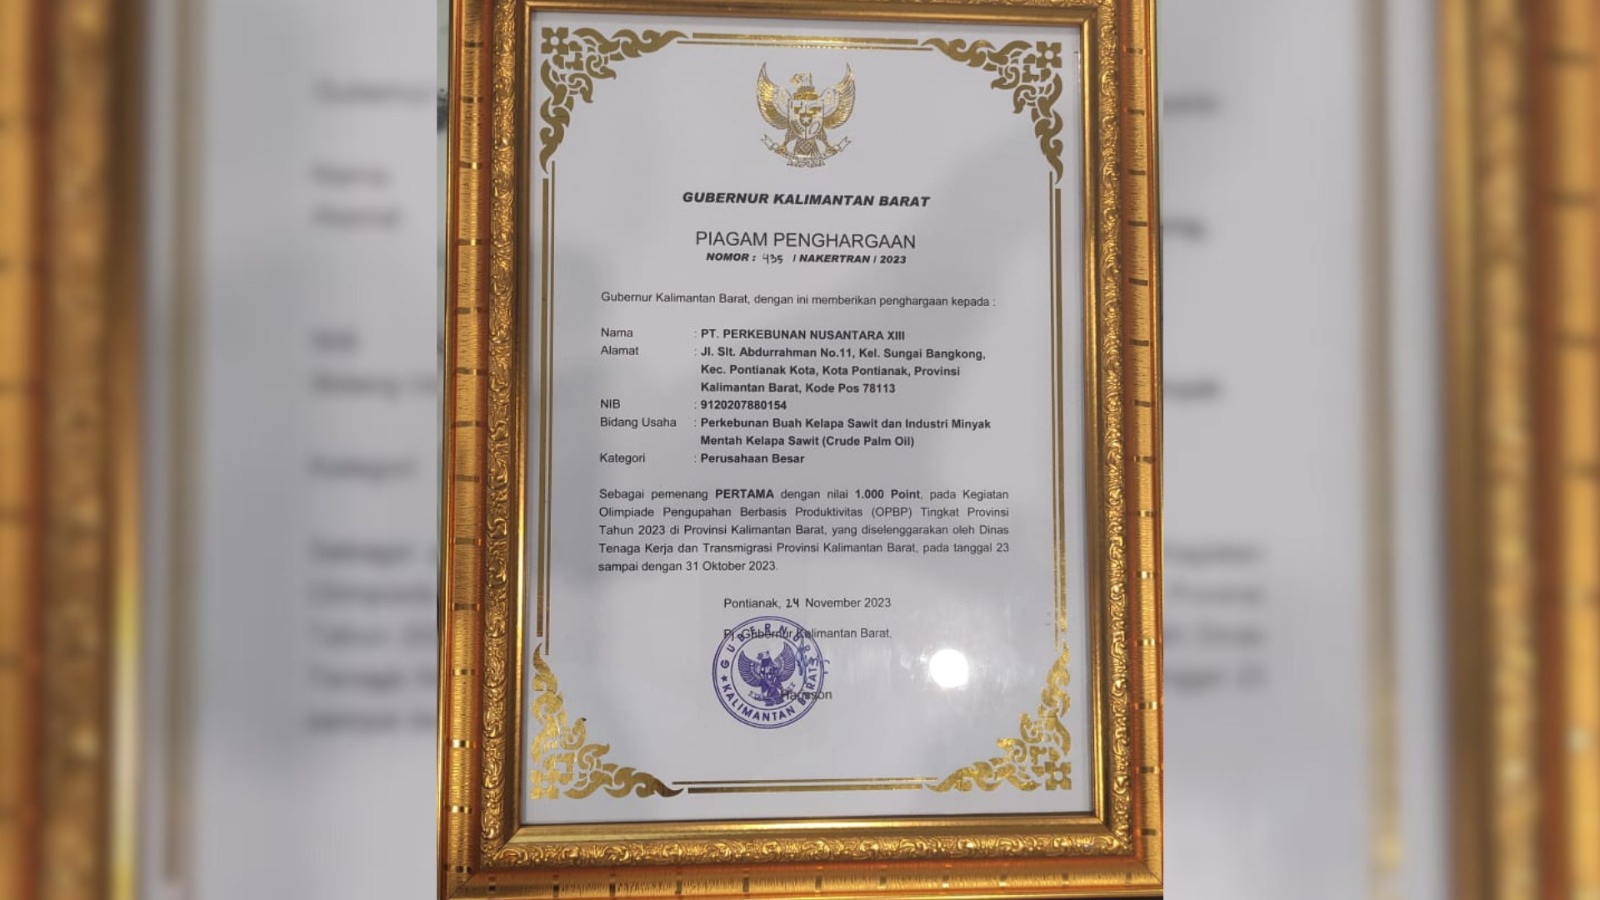 GUBERNUR KALIMANTAN BARAT
PIAGAM PENGHARGAAN
NOMOR : 435 / NAKERTRAN / 2023
Gubernur Kalimantan Barat, dengan ini memberikan penghargaan kepada :
Nama : PT. PERKEBUNAN NUSANTARA XIII
Alamat : Jl. Slt. Abdurrahman No.11, Kel. Sungai Bangkong,
Kec. Pontianak Kota, Kota Pontianak, Provinsi
Kalimantan Barat, Kode Pos 78113
NIB : 9120207880154
Bidang Usaha : Perkebunan Buah Kelapa Sawit dan Industri Minyak
Mentah Kelapa Sawit (Crude Palm Oil)
Kategori : Perusahaan Besar
Sebagai pemenang PERTAMA dengan nilai 1.000 Point, pada Kegiatan
Olimpiade Pengupahan Berbasis Produktivitas (OPBP) Tingkat Provinsi
Tahun 2023 di Provinsi Kalimantan Barat, yang diselenggarakan oleh Dinas
Tenaga Kerja dan Transmigrasi Provinsi Kalimantan Barat, pada tanggal 23
sampai dengan 31 Oktober 2023.
Pontianak, 24 November 2023
Pj. Gubernur Kalimantan Barat,
GUBERNUR
KALIMANTAN BARAT